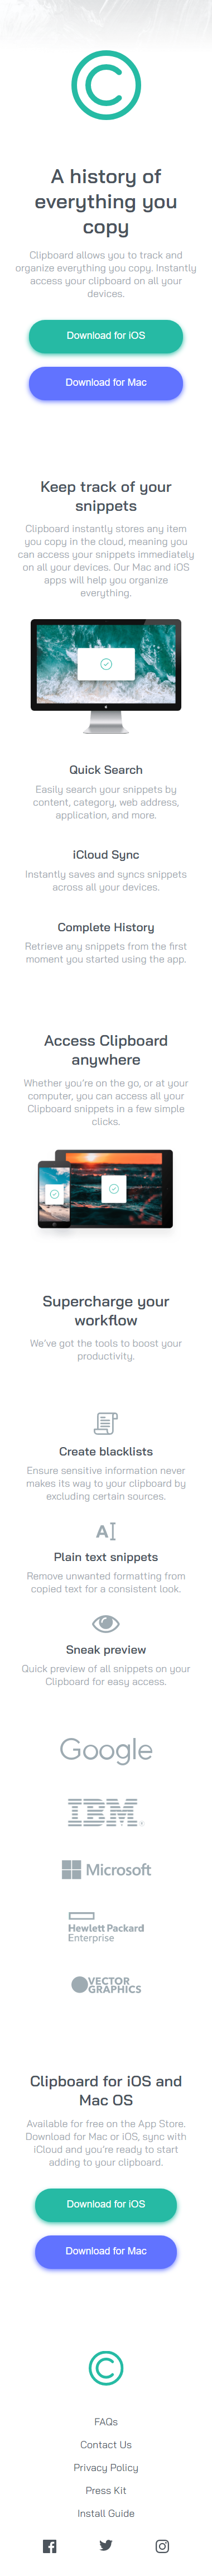 A history of
everything you
copy
Clipboard allows you to track and
organize everything you copy. Instantly
access your clipboard on all your
devices.
Download for iOS
Download for Mac
Keep track of your
snippets
Clipboard instantly stores any item
you copy in the cloud, meaning you
can access your snippets immediately
on all your devices. Our Mac and iOS
apps will help you organize
everything.
Quick Search
Easily search your snippets by
content, category, web address,
application, and more.
iCloud Sync
Instantly saves and syncs snippets
across all your devices.
Complete History
Retrieve any snippets from the first
moment you started using the app.
Access Clipboard
anywhere
Whether you're on the go, or at your
computer, you can access all your
Clipboard snippets in a few simple
clicks.
Supercharge your
workflow
We've got the tools to boost your
productivity.
Create blacklists
Ensure sensitive information never
makes its way to your clipboard by
excluding certain sources.
A
Plain text snippets
Remove unwanted formatting from
copied text for a consistent look.
Sneak preview
Quick preview of all snippets on your
Clipboard for easy access.
Google
IBM
Microsoft
Hewlett Packard
Enterprise
VECTOR
GRAPHICS
Clipboard for iOS and
Mac OS
Available for free on the App Store.
Download for Mac or iOS, sync with
iCloud and you're ready to start
adding to your clipboard.
Download for iOS
Download for Mac
FAQs
Contact Us
Privacy Policy
Press Kit
Install Guide